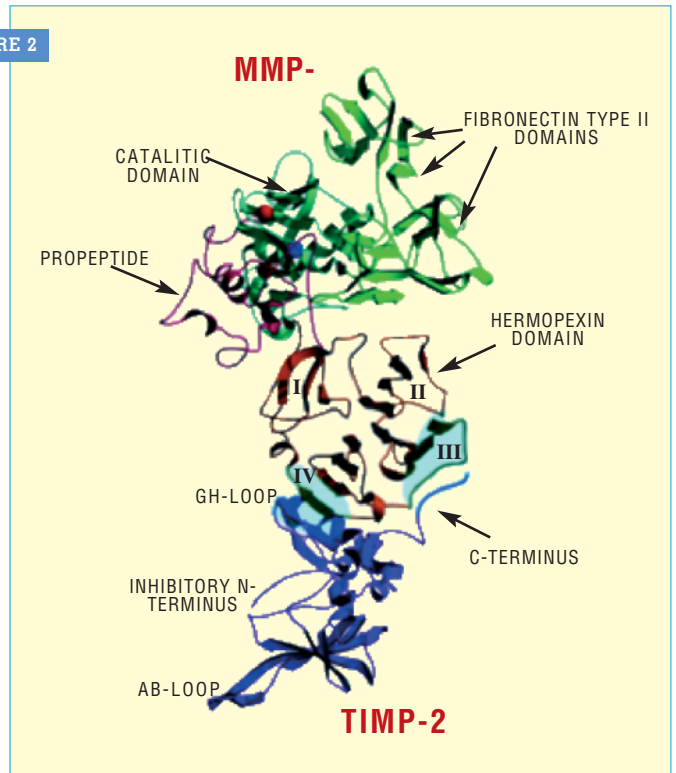 RE 2
MMP-
FIBRONECTIN TYPE II
DOMAINS
CATALITIC
DOMAIN
PROPEPTIDE
HERMOPEXIN
DOMAIN
I
II
III
IV
GH-LOOP
C-TERMINUS
INHIBITORY N-
TERMINUS
AB-LOOP
TIMP-2